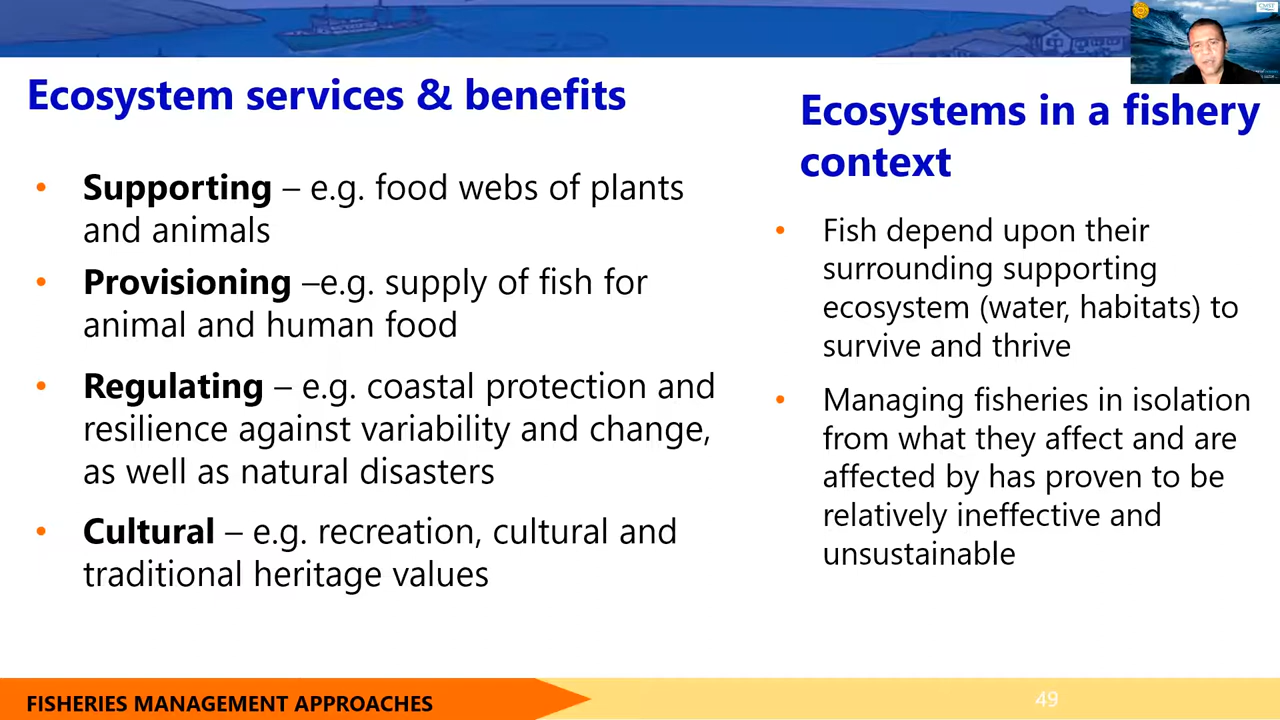 Ecosystem services & benefits
• Supporting – e.g. food webs of plants
and animals
• Provisioning –e.g. supply of fish for
animal and human food
• Regulating – e.g. coastal protection and
resilience against variability and change,
as well as natural disasters
• Cultural – e.g. recreation, cultural and
traditional heritage values
Ecosystems in a fishery
context
• Fish depend upon their
surrounding supporting
ecosystem (water, habitats) to
survive and thrive
• Managing fisheries in isolation
from what they affect and are
affected by has proven to be
relatively ineffective and
unsustainable
FISHERIES MANAGEMENT APPROACHES
49